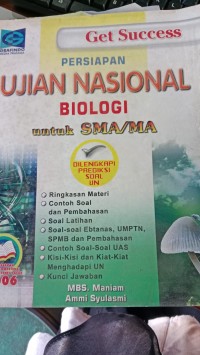 GRAFINDO
Get Success
PERSIAPAN
UJIAN NASIONAL
BIOLOGI
untuk SMA/MA
DILENGKAPI
PREDIKSI
SOAL
UN
Ringkasan Materi
Contoh Soal
dan Pembahasan
Soal Latihan
Soal-soal Ebtanas, UMPTN,
SPMB dan Pembahasan
Contoh Soal-Soal UAS
Kisi-Kisi dan Kiat-Kiat
Menghadapi UN
Kunci Jawaban
MBS. Maniam
Ammi Syulasmi
006